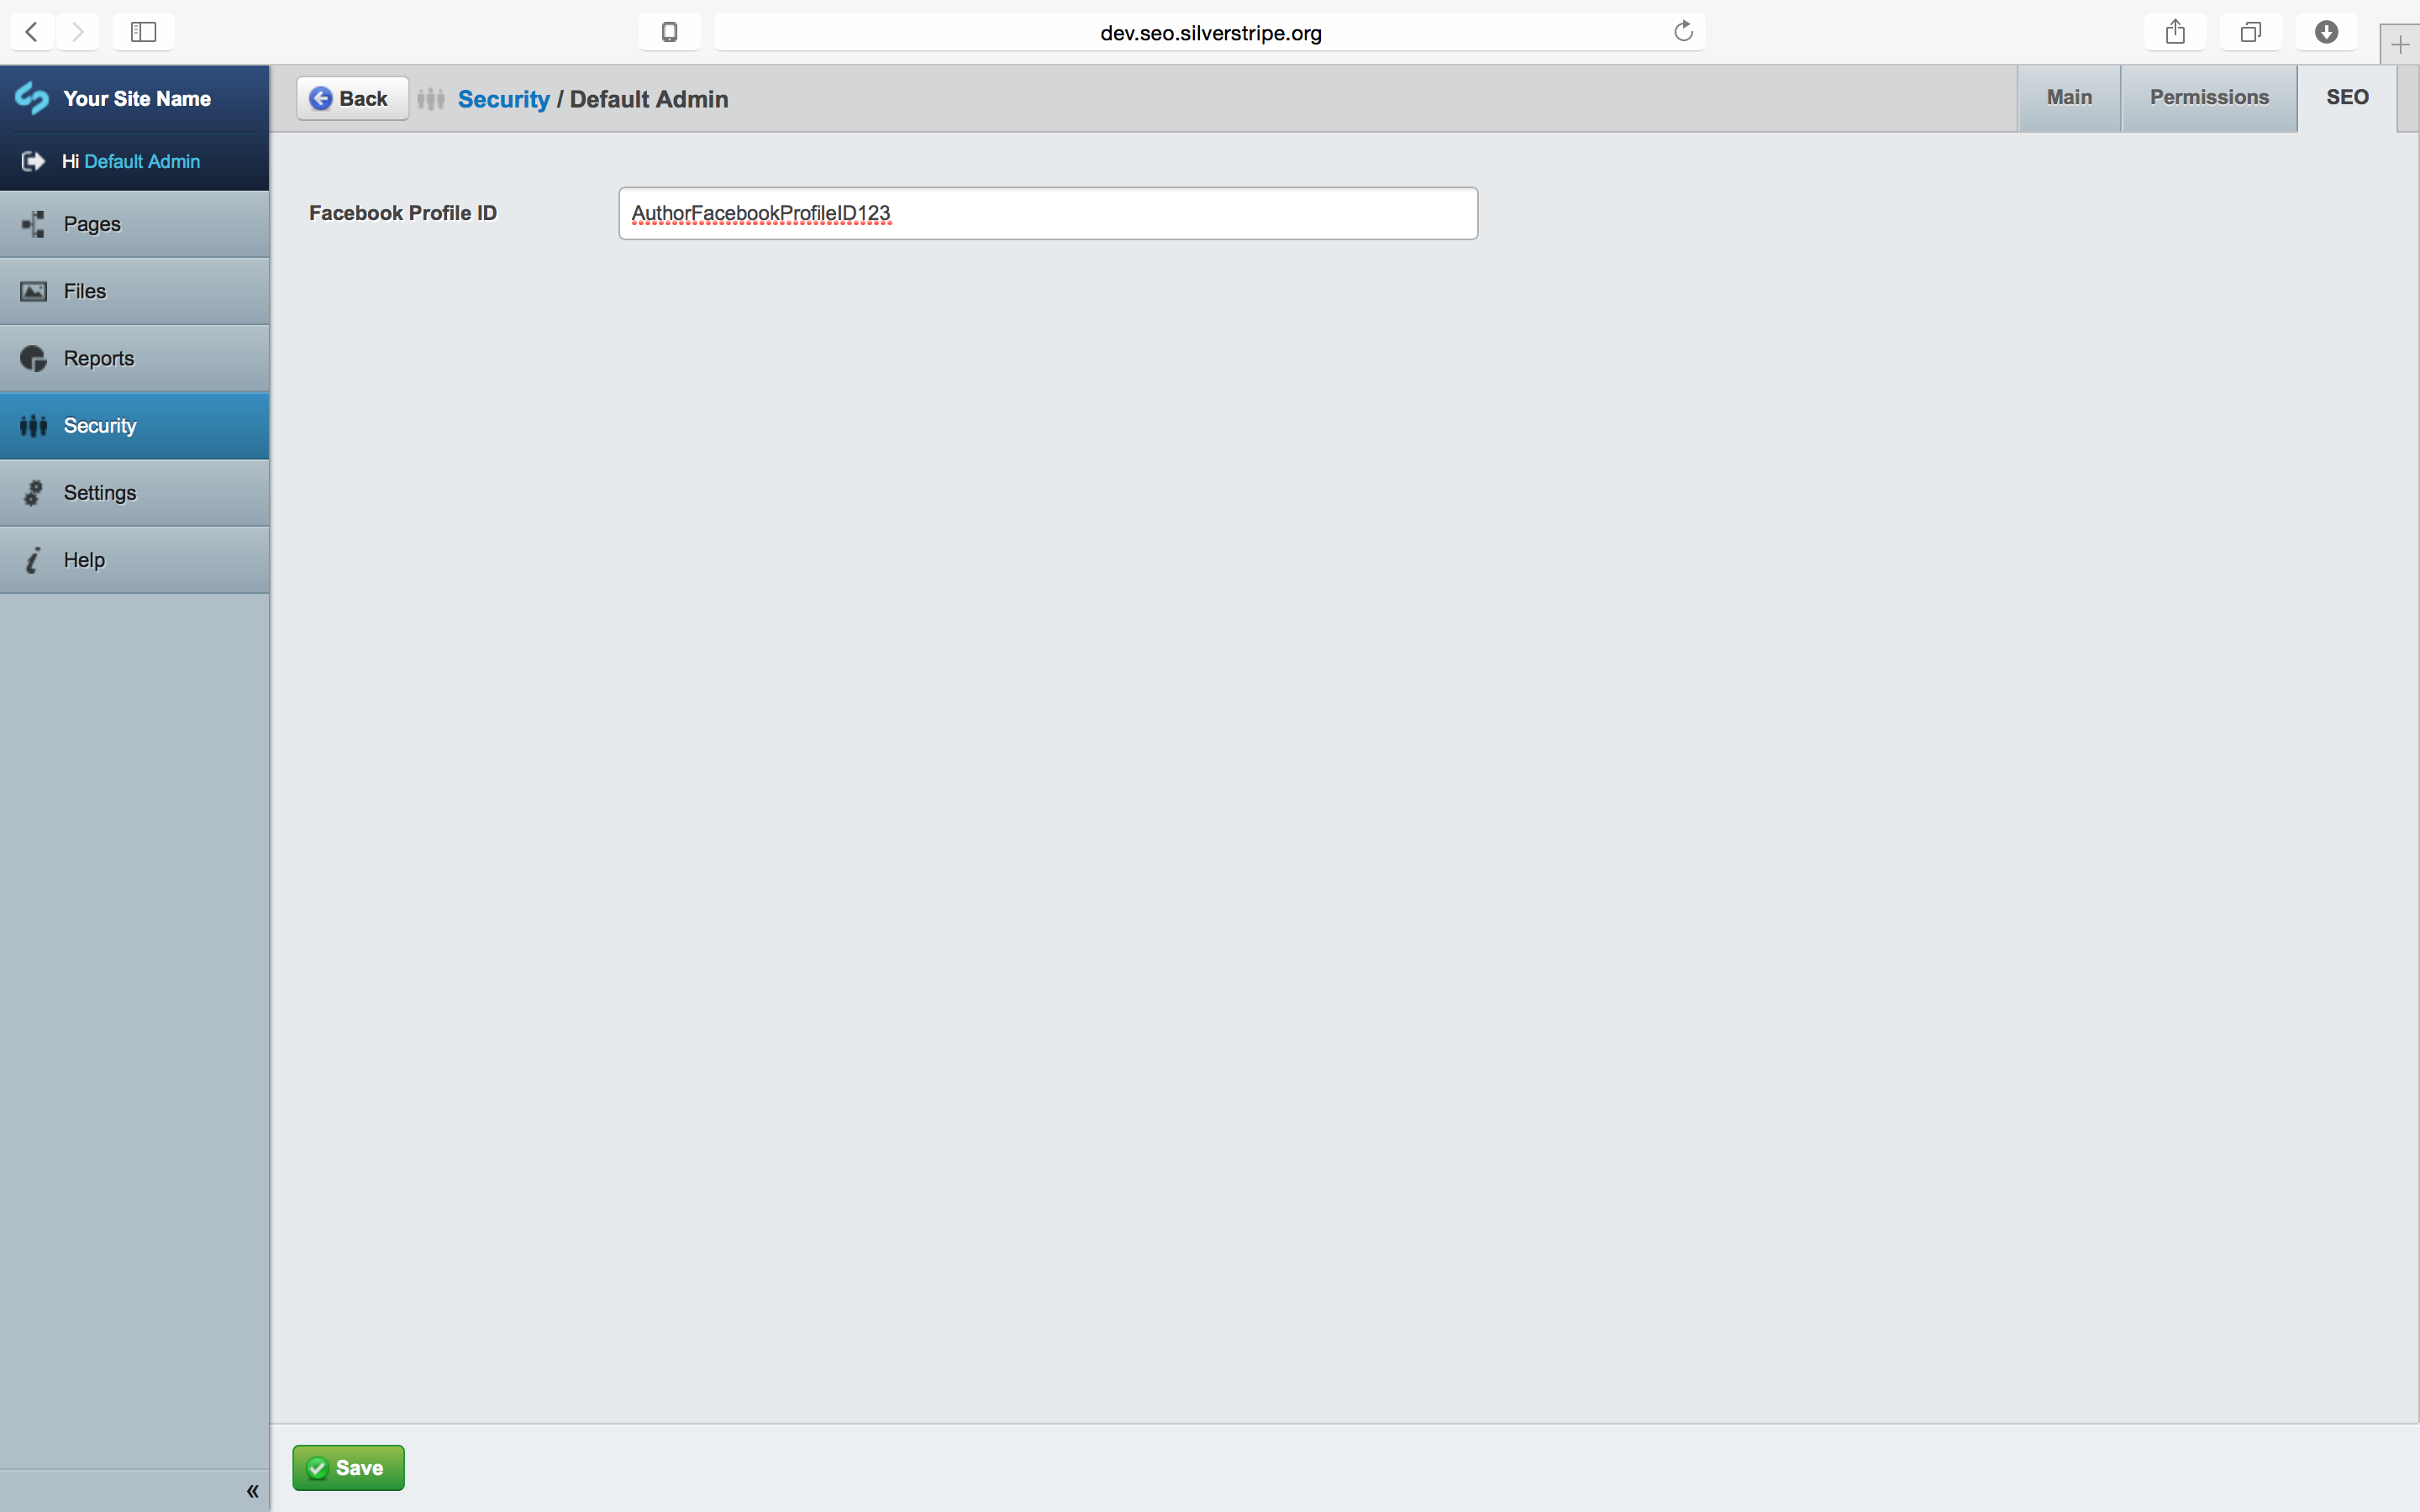 dev.seo.silverstripe.org
Your Site Name
Back
Security / Default Admin
Main
Permissions
SEO
Hi Default Admin
Pages
Files
Reports
Security
Settings
Help
Facebook Profile ID
AuthorFacebookProfileID123
Save
«